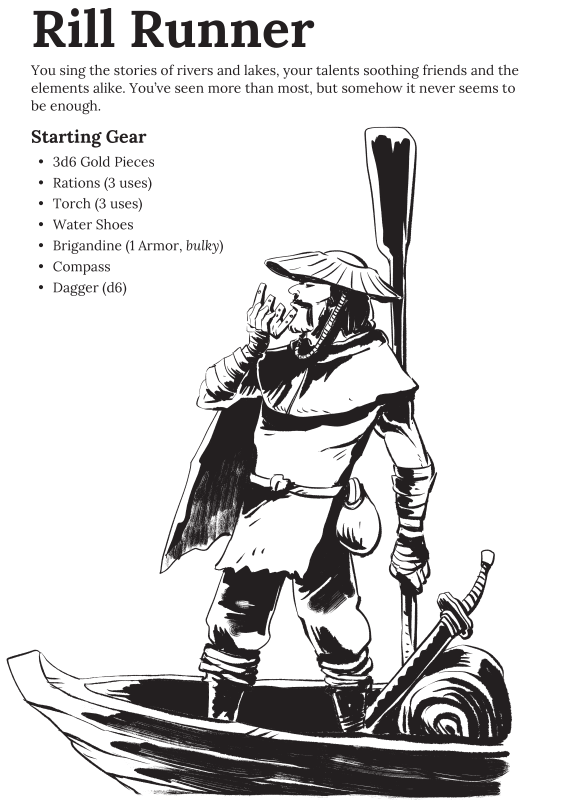 Rill Runner
You sing the stories of rivers and lakes, your talents soothing friends and the
elements alike. You’ve seen more than most, but somehow it never seems to
be enough.
Starting Gear
• 3d6 Gold Pieces
• Rations (3 uses)
• Torch (3 uses)
• Water Shoes
• Brigandine (1 Armor, bulky)
• Compass
• Dagger (d6)